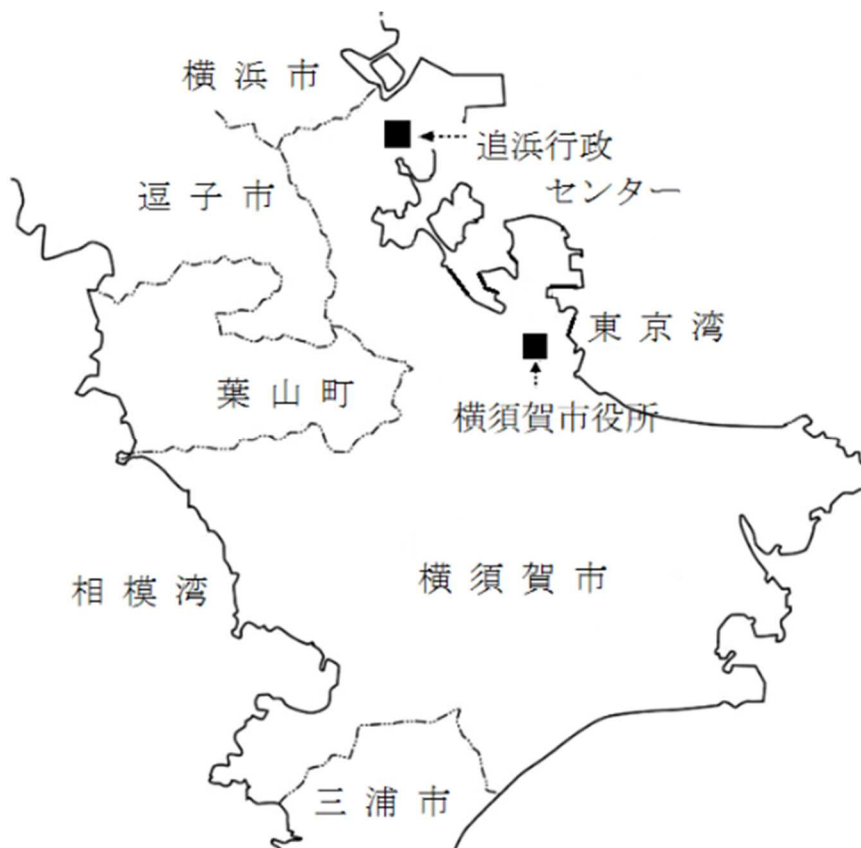 横浜市
追浜行政
センター
逗子市
東京湾
葉山町
横須賀市役所
相模湾
横須賀市
三浦市